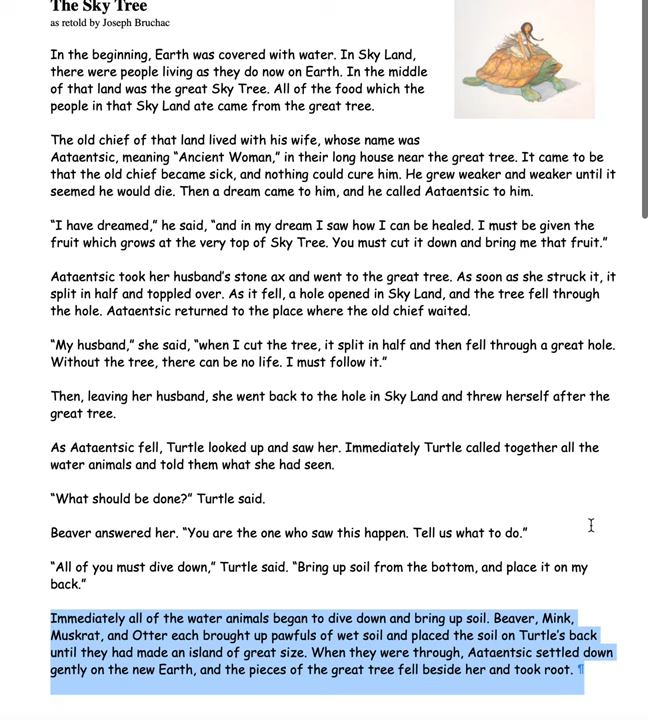 The Sky Tree
as retold by Joseph Bruchac
In the beginning, Earth was covered with water. In Sky Land,
there were people living as they do now on Earth. In the middle
of that land was the great Sky Tree. All of the food which the
people in that Sky Land ate came from the great tree.
The old chief of that land lived with his wife, whose name was
Aataentsic, meaning “Ancient Woman,” in their long house near the great tree. It came to be
that the old chief became sick, and nothing could cure him. He grew weaker and weaker until it
seemed he would die. Then a dream came to him, and he called Aataentsic to him.
“I have dreamed,” he said, “and in my dream I saw how I can be healed. I must be given the
fruit which grows at the very top of Sky Tree. You must cut it down and bring me that fruit.”
Aataentsic took her husband’s stone ax and went to the great tree. As soon as she struck it, it
split in half and toppled over. As it fell, a hole opened in Sky Land, and the tree fell through
the hole. Aataentsic returned to the place where the old chief waited.
“My husband,” she said, “when I cut the tree, it split in half and then fell through a great hole.
Without the tree, there can be no life. I must follow it.”
Then, leaving her husband, she went back to the hole in Sky Land and threw herself after the
great tree.
As Aataentsic fell, Turtle looked up and saw her. Immediately Turtle called together all the
water animals and told them what she had seen.
“What should be done?” Turtle said.
Beaver answered her. “You are the one who saw this happen. Tell us what to do.”
“All of you must dive down,” Turtle said. “Bring up soil from the bottom, and place it on my
back.”
Immediately all of the water animals began to dive down and bring up soil. Beaver, Mink,
Muskrat, and Otter each brought up pawfuls of wet soil and placed the soil on Turtle’s back
until they had made an island of great size. When they were through, Aataentsic settled down
gently on the new Earth, and the pieces of the great tree fell beside her and took root. ¶